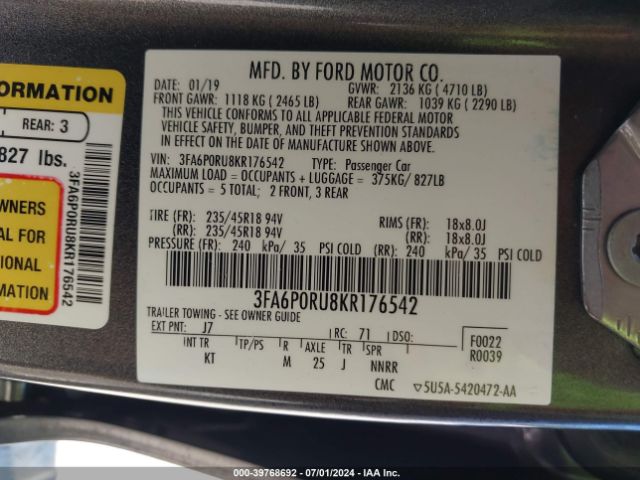 MFD. BY FORD MOTOR CO.
DATE: 01/19 GVWR: 2136 KG ( 4710 LB)
FRONT GAWR: 1118 KG ( 2465 LB) REAR GAWR: 1039 KG ( 2290 LB)
THIS VEHICLE CONFORMS TO ALL APPLICABLE FEDERAL MOTOR
VEHICLE SAFETY, BUMPER, AND THEFT PREVENTION STANDARDS
IN EFFECT ON THE DATE OF MANUFACTURE SHOWN ABOVE.
VIN: 3FA6P0RU8KR176542 TYPE: Passenger Car
MAXIMUM LOAD = OCCUPANTS + LUGGAGE = 375KG/ 827LB
OCCUPANTS = 5 TOTAL; 2 FRONT, 3 REAR
TIRE (FR): 235/45R18 94V RIMS (FR): 18x8.0J
(RR): 235/45R18 94V (RR): 18x8.0J
PRESSURE (FR): 240 kPa/ 35 PSI COLD (RR): 240 kPa/ 35 PSI COLD
3FA6P0RU8KR176542
TRAILER TOWING - SEE OWNER GUIDE
EXT PNT: J7 RC: 71 DSO: F0022
R0039
INT TR TP/PS R AXLE TR SPR
KT M 25 J NNRR
CMC 5U5A-5420472-AA
FORMATION
REAR: 3
827 lbs.
3FA6P0RU8KR176542
WNERS
AL FOR
IONAL
000-39768692 - 07/01/2024 - IAA Inc.